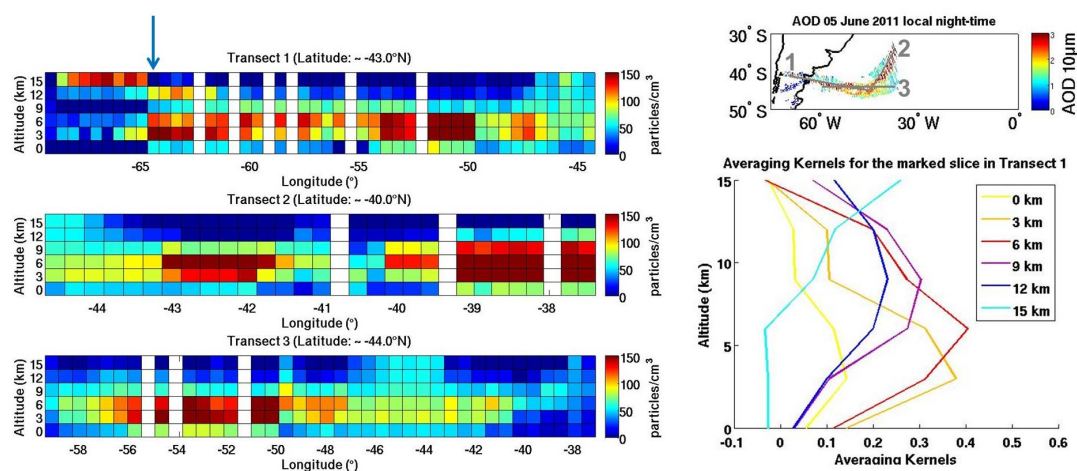 Transect 1 (Latitude: ~ -43.0°N)
Altitude (km)
15
12
9
6
3
0
-65 -60 -55 -50 -45
Longitude (°)
150
100
50
0
particles/cm³
Transect 2 (Latitude: ~ -40.0°N)
Altitude (km)
15
12
9
6
3
0
-44 -43 -42 -41 -40 -39 -38
Longitude (°)
150
100
50
0
particles/cm³
Transect 3 (Latitude: ~ -44.0°N)
Altitude (km)
15
12
9
6
3
0
-58 -56 -54 -52 -50 -48 -46 -44 -42 -40 -38
Longitude (°)
150
100
50
0
particles/cm³
AOD 05 June 2011 local night-time
30° S
40° S
50° S
60° W 30° W 0°
1
2
3
3
2
1
0
AOD 10µm
Averaging Kernels for the marked slice in Transect 1
Altitude (km)
15
10
5
0
-0.1 0 0.1 0.2 0.3 0.4 0.5 0.6
Averaging Kernels
0 km
3 km
6 km
9 km
12 km
15 km